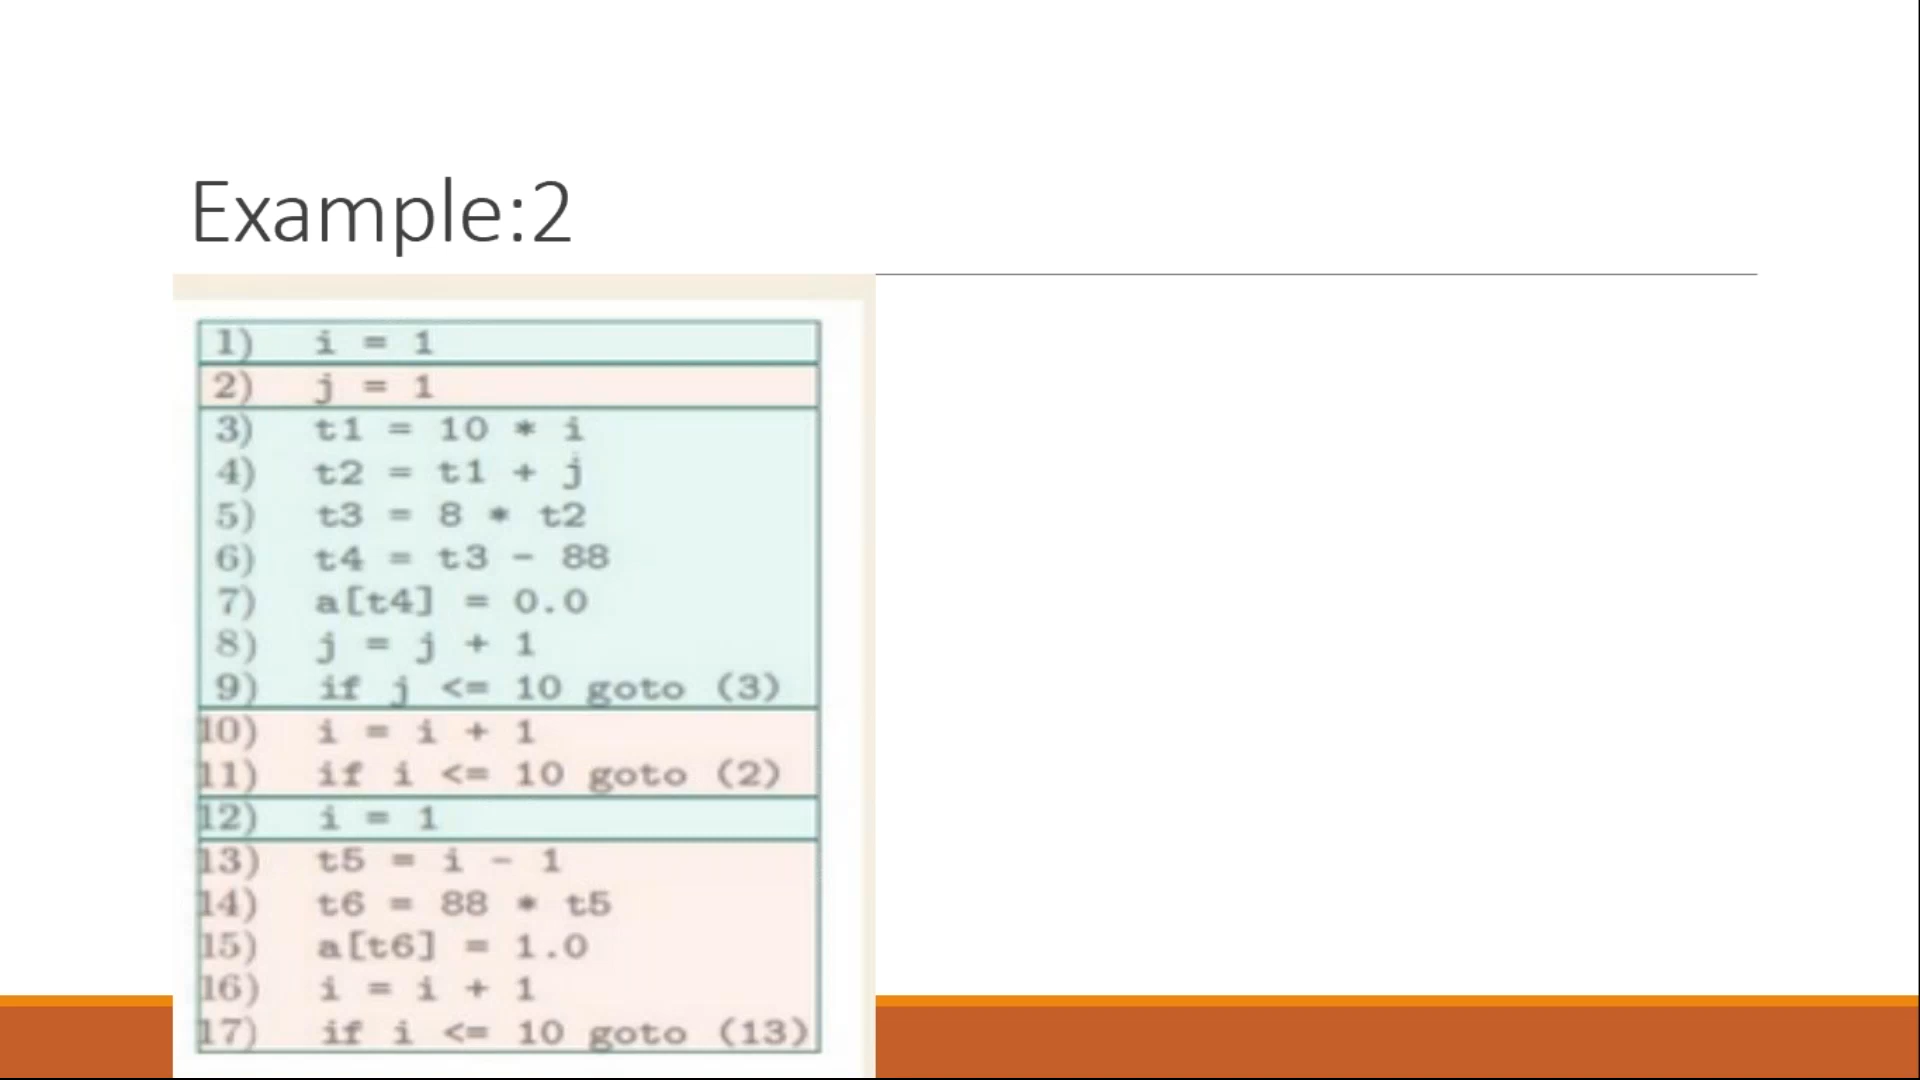 Example:2
1) i = 1
2) j = 1
3) t1 = 10 * i
4) t2 = t1 + j
5) t3 = 8 * t2
6) t4 = t3 - 88
7) a[t4] = 0.0
8) j = j + 1
9) if j <= 10 goto (3)
10) i = i + 1
11) if i <= 10 goto (2)
12) i = 1
13) t5 = i - 1
14) t6 = 88 * t5
15) a[t6] = 1.0
16) i = i + 1
17) if i <= 10 goto (13)